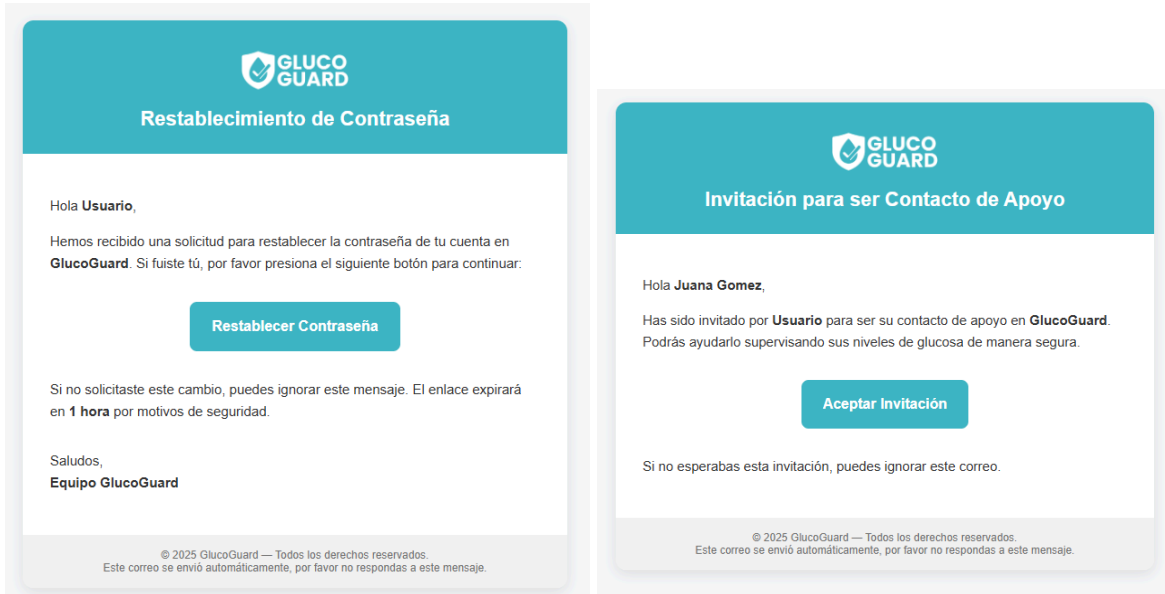 GLUCO
GUARD
Restablecimiento de Contraseña
Hola Usuario,
Hemos recibido una solicitud para restablecer la contraseña de tu cuenta en
GlucoGuard. Si fuiste tú, por favor presiona el siguiente botón para continuar:
Restablecer Contraseña
Si no solicitaste este cambio, puedes ignorar este mensaje. El enlace expirará
en 1 hora por motivos de seguridad.
Saludos,
Equipo GlucoGuard
© 2025 GlucoGuard — Todos los derechos reservados.
Este correo se envió automáticamente, por favor no respondas a este mensaje.
GLUCO
GUARD
Invitación para ser Contacto de Apoyo
Hola Juana Gomez,
Has sido invitado por Usuario para ser su contacto de apoyo en GlucoGuard.
Podrás ayudarlo supervisando sus niveles de glucosa de manera segura.
Aceptar Invitación
Si no esperabas esta invitación, puedes ignorar este correo.
© 2025 GlucoGuard — Todos los derechos reservados.
Este correo se envió automáticamente, por favor no respondas a este mensaje.